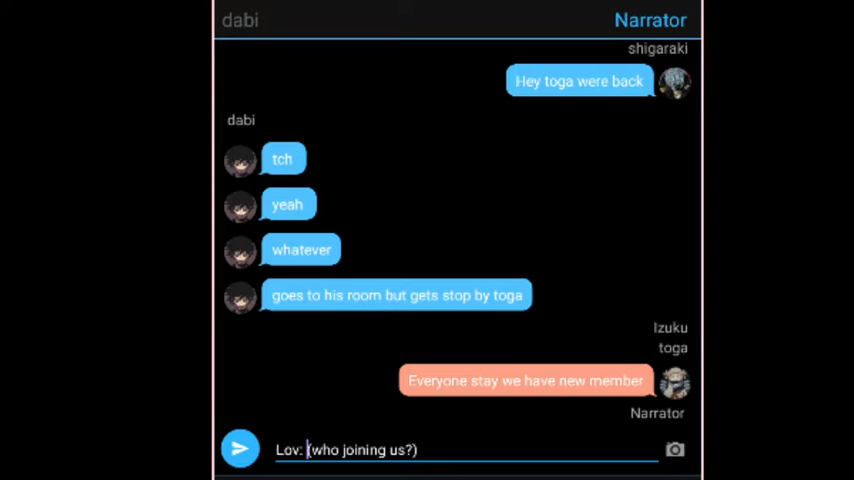 dabi Narrator
shigaraki
Hey toga were back
dabi
tch
yeah
whatever
goes to his room but gets stop by toga
Izuku
toga
Everyone stay we have new member
Narrator
Lov: (who joining us?)